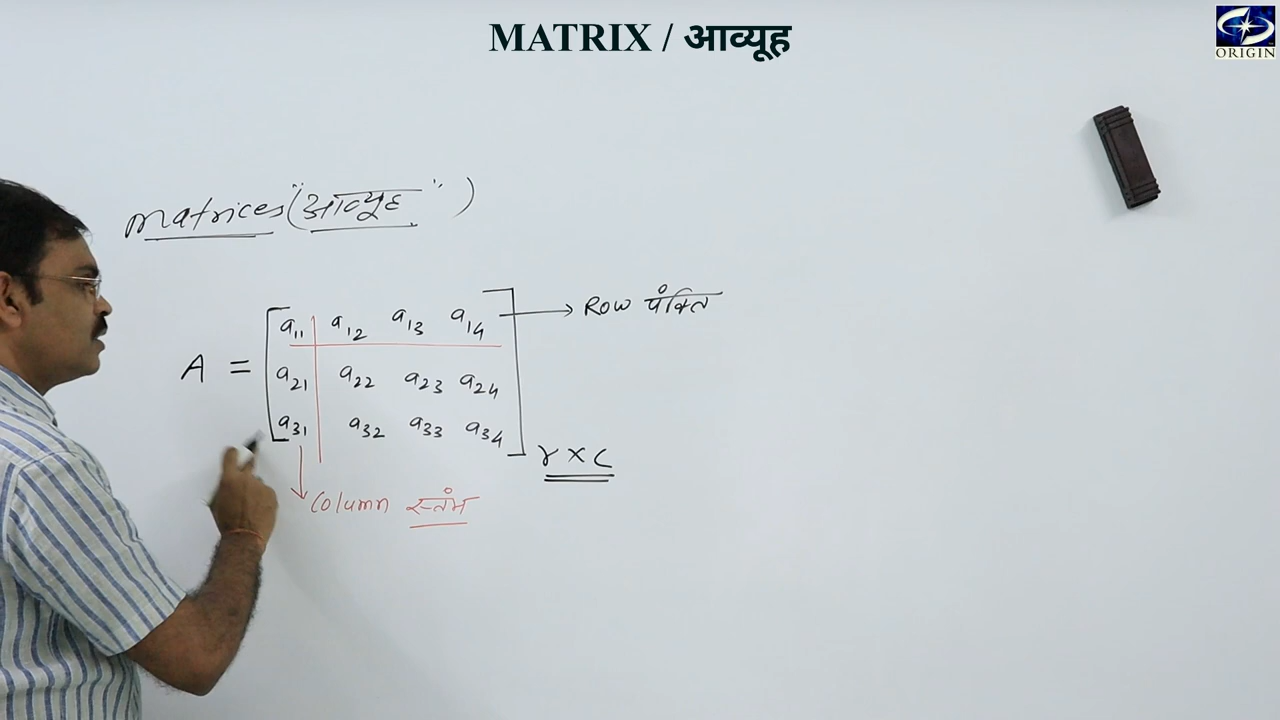 MATRIX / आव्यूह
ORIGIN
matrices ("आव्यूह")
A = [ a11 a12 a13 a14 → Row पंक्ति
a21 a22 a23 a24
a31 a32 a33 a34 ] r × c
column स्तंभ